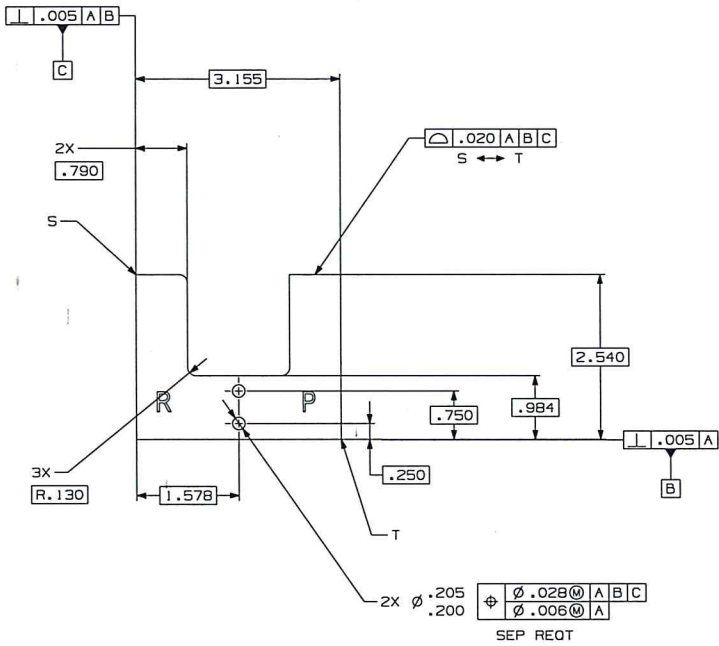 ⊥ .005 A B
C
3.155
2X
.790
⌓ .020 A B C
S ↔ T
S
2.540
R
P
.750
.984
⊥ .005 A
.250
B
3X
R.130
1.578
T
2X Ø .205
.200
⌖ Ø .028Ⓜ A B C
Ø .006Ⓜ A
SEP REQT